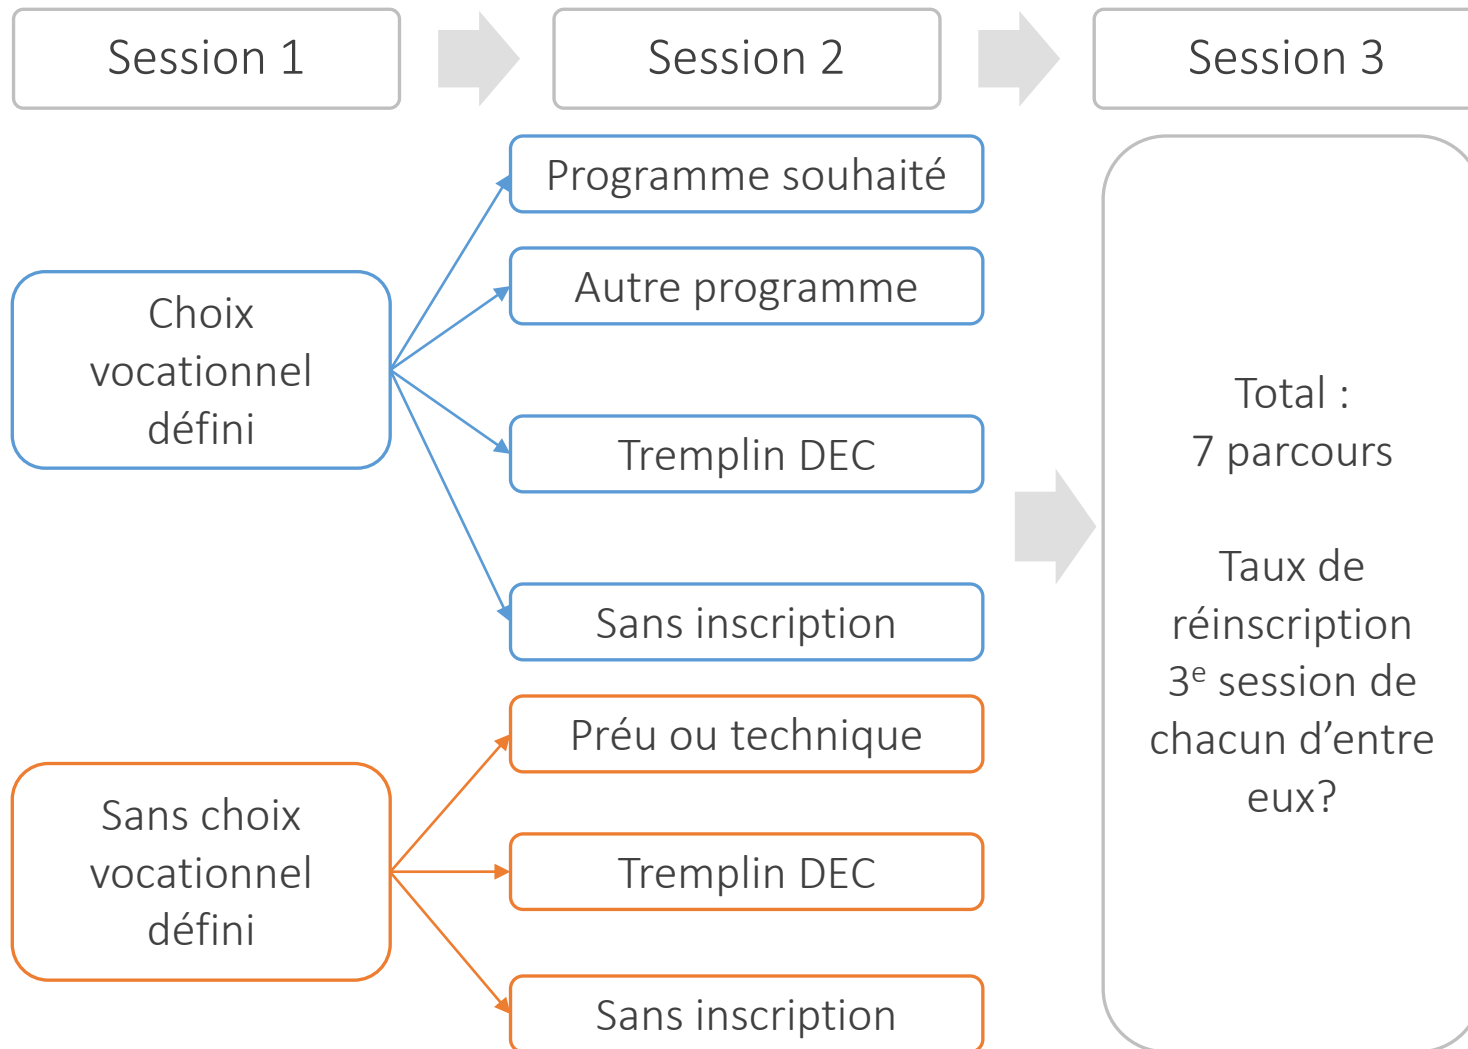 Session 1
Session 2
Session 3
Programme souhaité
Autre programme
Choix
vocationnel
défini
Tremplin DEC
Sans inscription
Préu ou technique
Sans choix
vocationnel
défini
Tremplin DEC
Sans inscription
Total :
7 parcours
Taux de
réinscription
3e session de
chacun d’entre
eux?